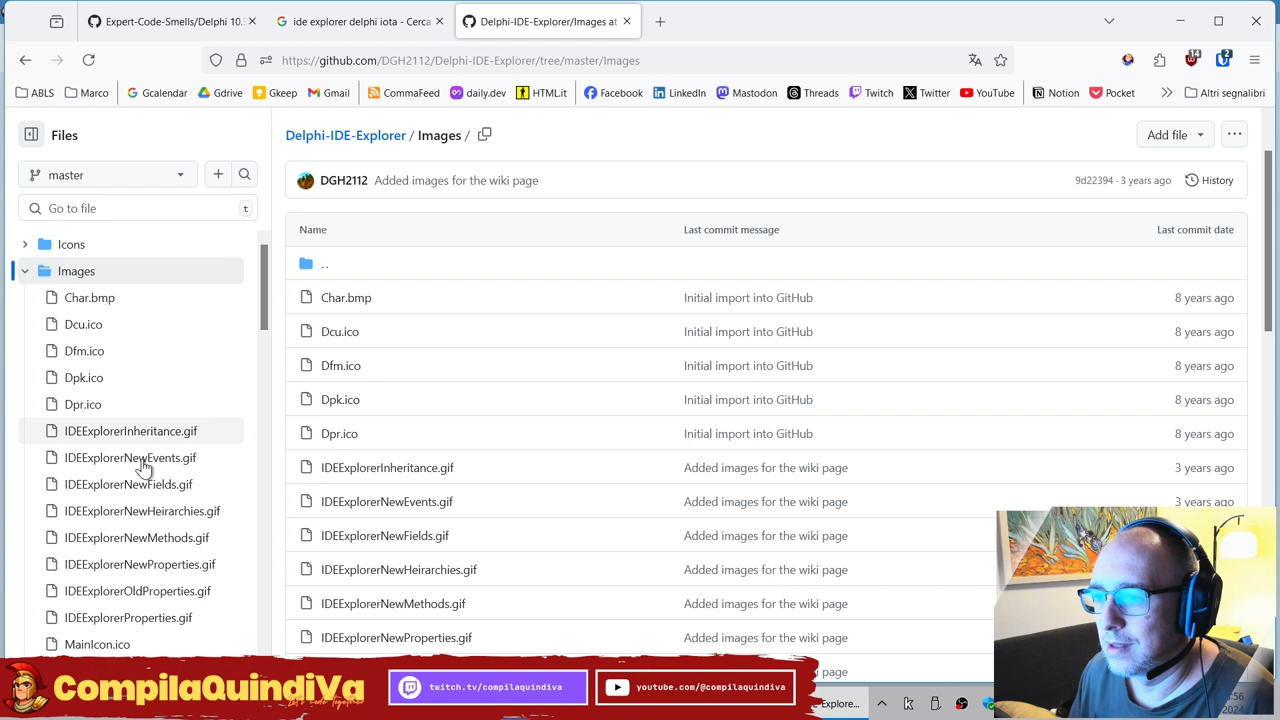 Expert-Code-Smells/Delphi 10.
ide explorer delphi iota - Cerca
Delphi-IDE-Explorer/Images at
https://github.com/DGH2112/Delphi-IDE-Explorer/tree/master/Images
14
2
ABLS
Marco
Gcalendar
Gdrive
Gkeep
Gmail
CommaFeed
daily.dev
HTML.it
Facebook
LinkedIn
Mastodon
Threads
Twitch
Twitter
YouTube
Notion
Pocket
Altri segnalibri
Files
Delphi-IDE-Explorer / Images /
Add file
master
Go to file
t
DGH2112 Added images for the wiki page
9d22394 · 3 years ago
History
Name Last commit message Last commit date
Icons
Images
Char.bmp
Dcu.ico
Dfm.ico
Dpk.ico
Dpr.ico
IDEExplorerInheritance.gif
IDEExplorerNewEvents.gif
IDEExplorerNewFields.gif
IDEExplorerNewHeirarchies.gif
IDEExplorerNewMethods.gif
IDEExplorerNewProperties.gif
IDEExplorerOldProperties.gif
IDEExplorerProperties.gif
MainIcon.ico
..
Char.bmp Initial import into GitHub 8 years ago
Dcu.ico Initial import into GitHub 8 years ago
Dfm.ico Initial import into GitHub 8 years ago
Dpk.ico Initial import into GitHub 8 years ago
Dpr.ico Initial import into GitHub 8 years ago
IDEExplorerInheritance.gif Added images for the wiki page 3 years ago
IDEExplorerNewEvents.gif Added images for the wiki page 3 years ago
IDEExplorerNewFields.gif Added images for the wiki page
IDEExplorerNewHeirarchies.gif Added images for the wiki page
IDEExplorerNewMethods.gif Added images for the wiki page
IDEExplorerNewProperties.gif Added images for the wiki page
wiki page
CompilaQuindiVa
Let's code Together
twitch.tv/compilaquindiva
youtube.com/@compilaquindiva